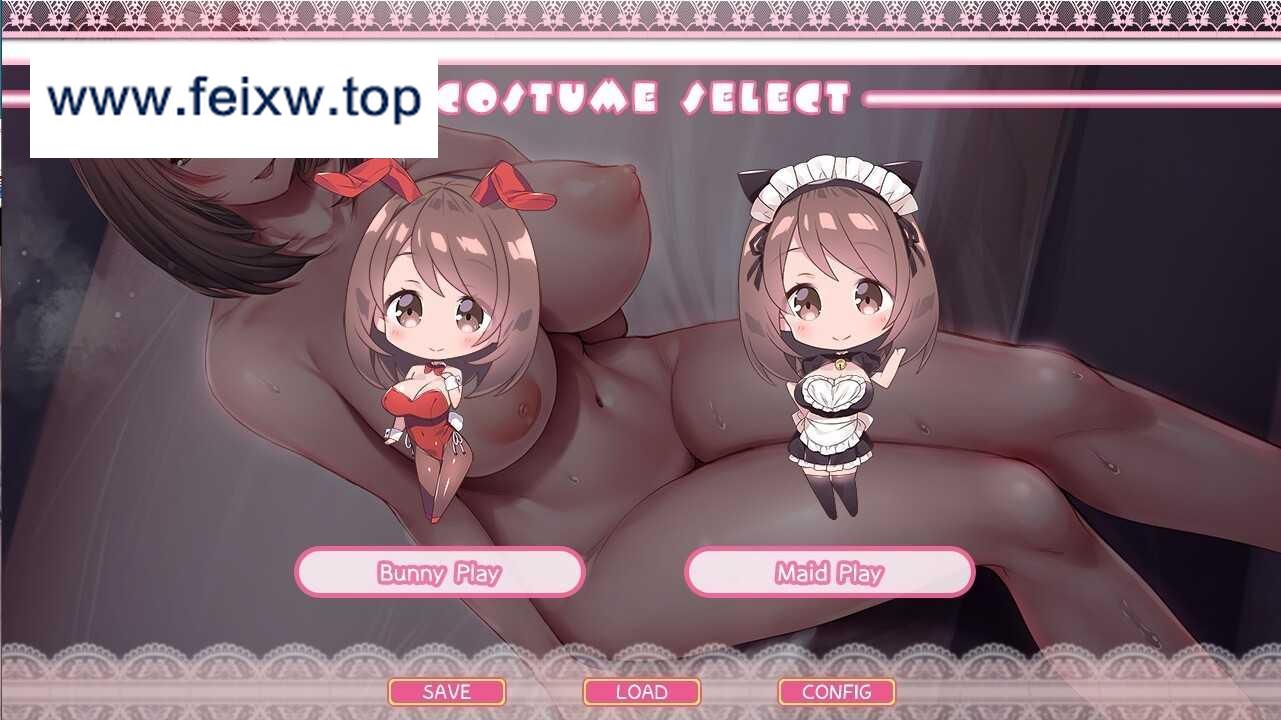 www.feixw.top
COSTUME SELECT
Bunny Play
Maid Play
SAVE
LOAD
CONFIG